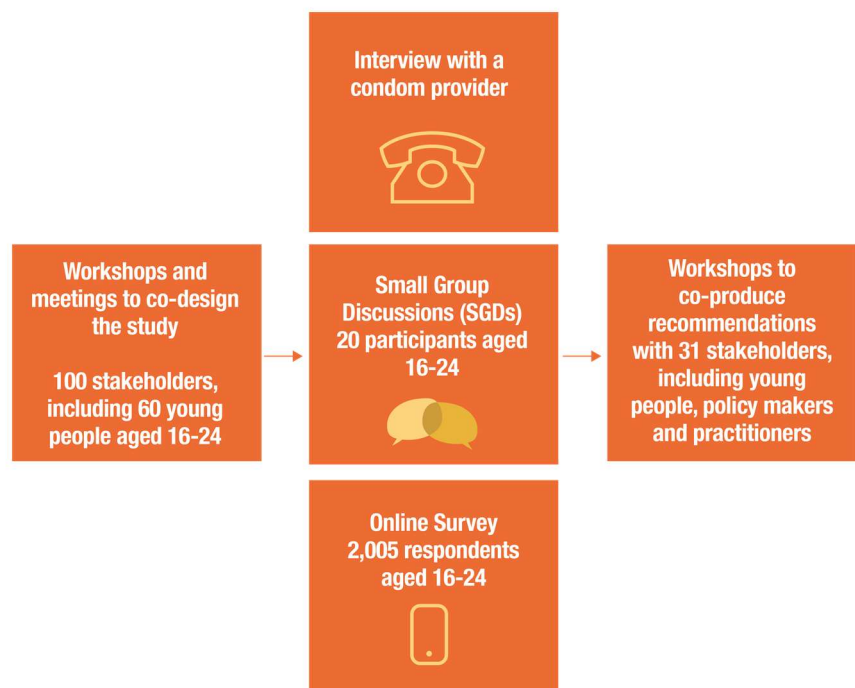 Interview with a
condom provider
Workshops and
meetings to co-design
the study
100 stakeholders,
including 60 young
people aged 16-24
Small Group
Discussions (SGDs)
20 participants aged
16-24
Workshops to
co-produce
recommendations
with 31 stakeholders,
including young
people, policy makers
and practitioners
Online Survey
2,005 respondents
aged 16-24